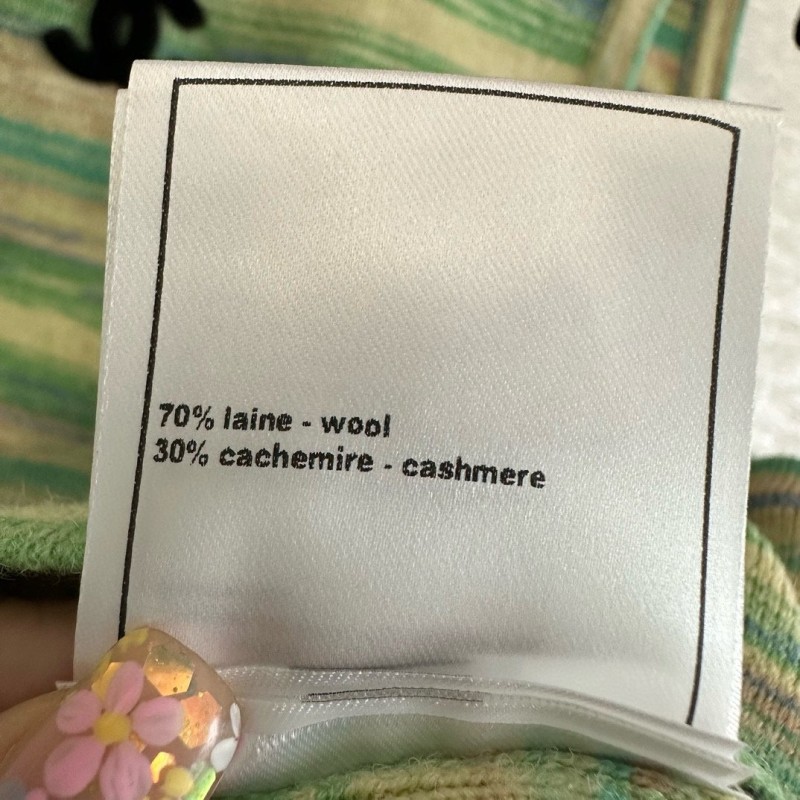 70% laine - wool
30% cachemire - cashmere